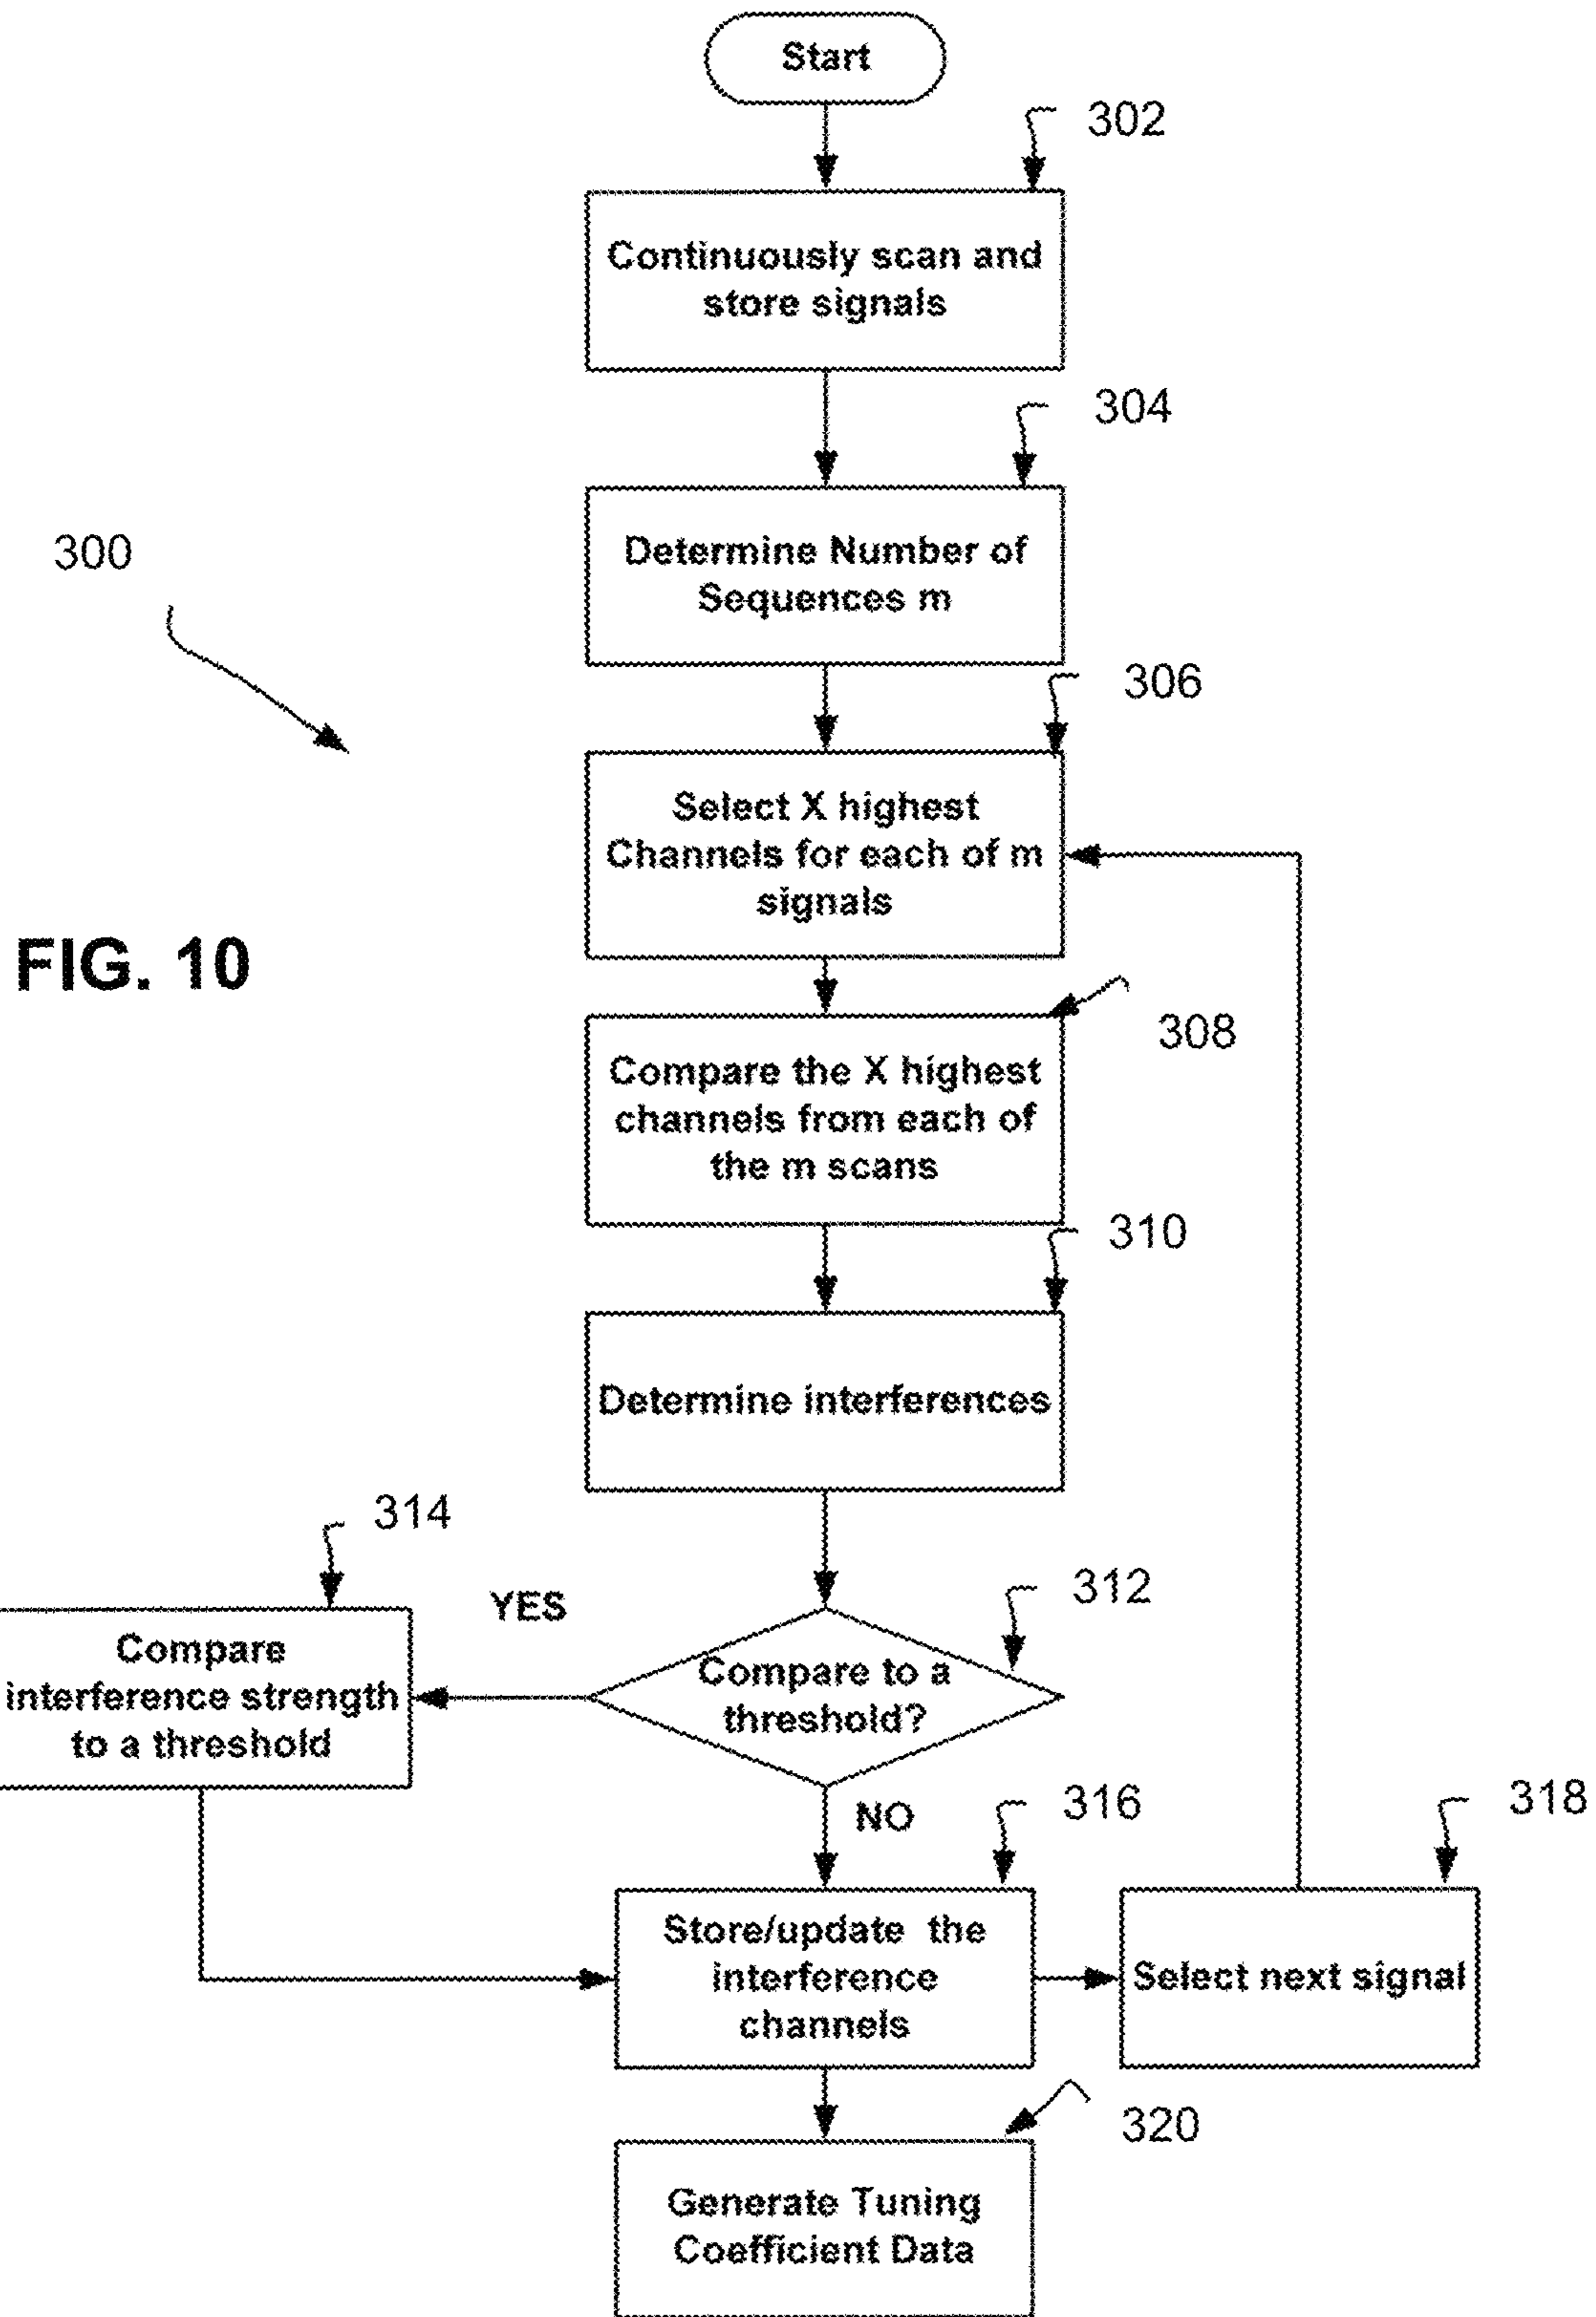 Start
302
Continuously scan and
store signals
304
Determine Number of
Sequences m
300
306
Select X highest
Channels for each of m
signals
FIG. 10
308
Compare the X highest
channels from each of
the m scans
310
Determine interferences
314
YES
312
Compare
interference strength
to a threshold
Compare to a
threshold?
NO
316
318
Store/update the
interference
channels
Select next signal
320
Generate Tuning
Coefficient Data